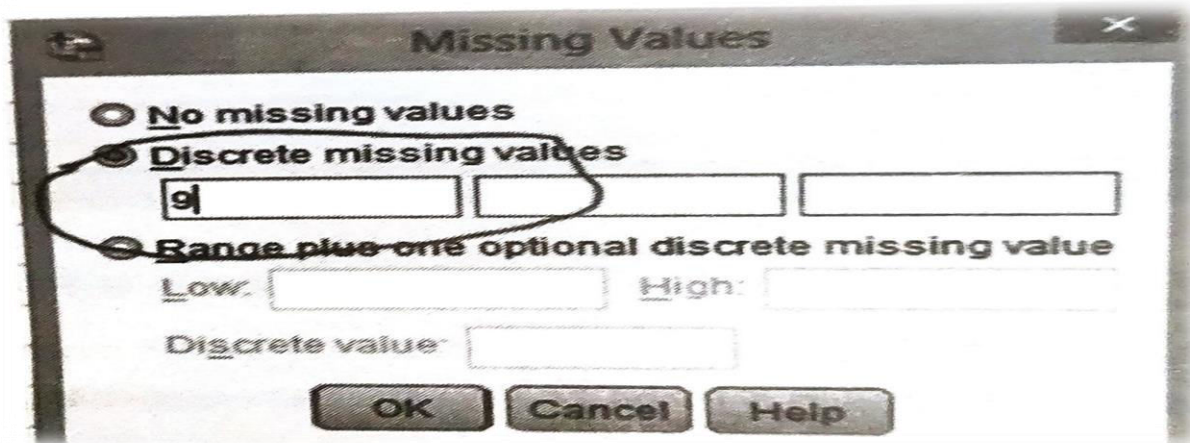 Missing Values
No missing values
Discrete missing values
9
Range plus one optional discrete missing value
Low: High:
Discrete value:
OK Cancel Help